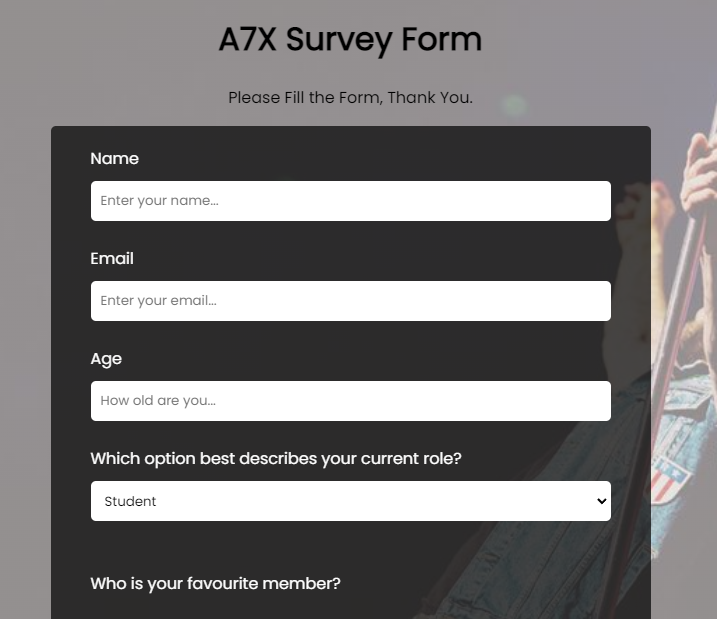 A7X Survey Form
Please Fill the Form, Thank You.
Name
Enter your name...
Email
Enter your email...
Age
How old are you...
Which option best describes your current role?
Student
Who is your favourite member?